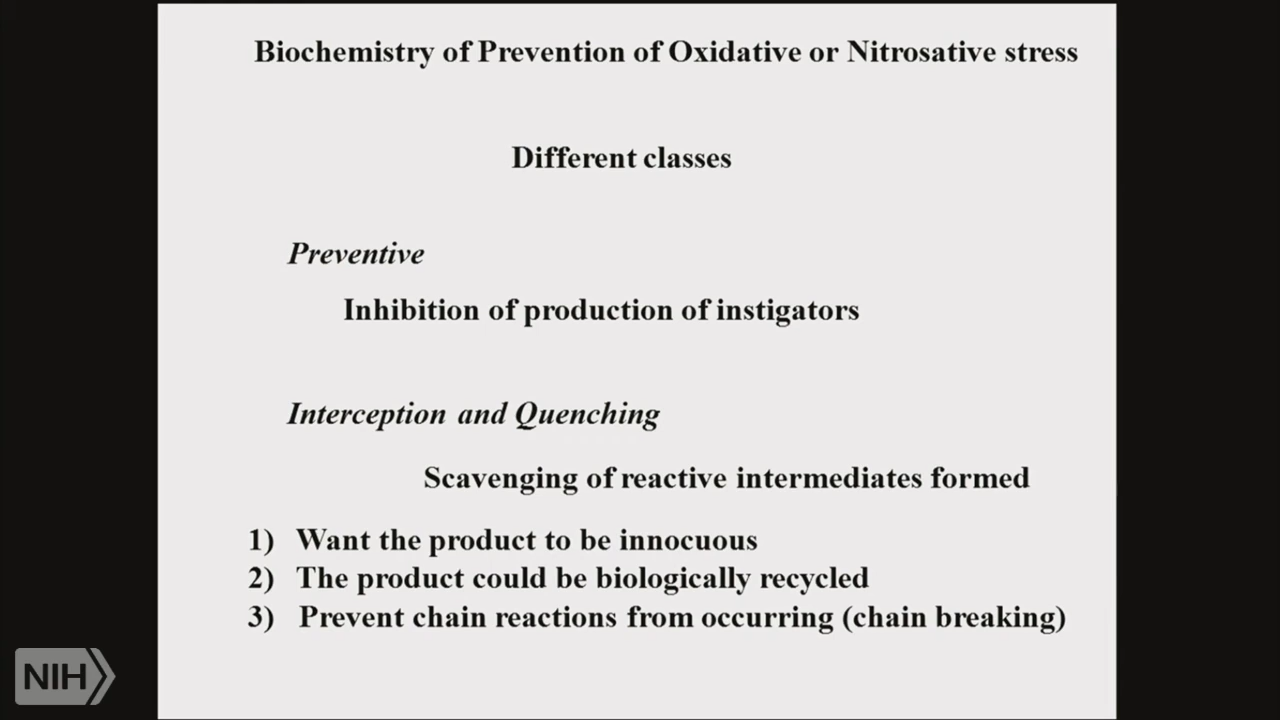 Biochemistry of Prevention of Oxidative or Nitrosative stress
Different classes
Preventive
Inhibition of production of instigators
Interception and Quenching
Scavenging of reactive intermediates formed
1) Want the product to be innocuous
2) The product could be biologically recycled
3) Prevent chain reactions from occurring (chain breaking)
NIH